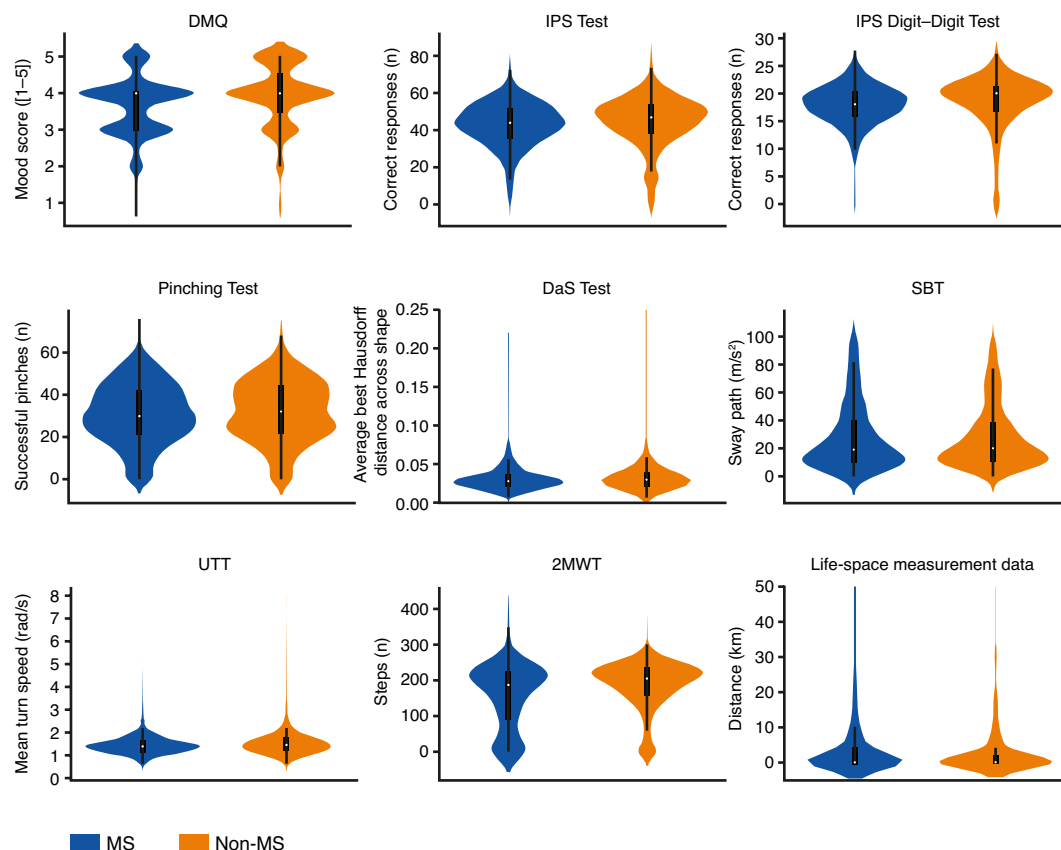 DMQ
Mood score ([1–5])
5
4
3
2
1
IPS Test
Correct responses (n)
80
60
40
20
0
IPS Digit–Digit Test
Correct responses (n)
30
25
20
15
10
5
0
Pinching Test
Successful pinches (n)
60
40
20
0
DaS Test
Average best Hausdorff
distance across shape
0.25
0.20
0.15
0.10
0.05
0.00
SBT
Sway path (m/s²)
100
80
60
40
20
0
UTT
Mean turn speed (rad/s)
8
7
6
5
4
3
2
1
0
2MWT
Steps (n)
400
300
200
100
0
Life-space measurement data
Distance (km)
50
40
30
20
10
0
MS
Non-MS